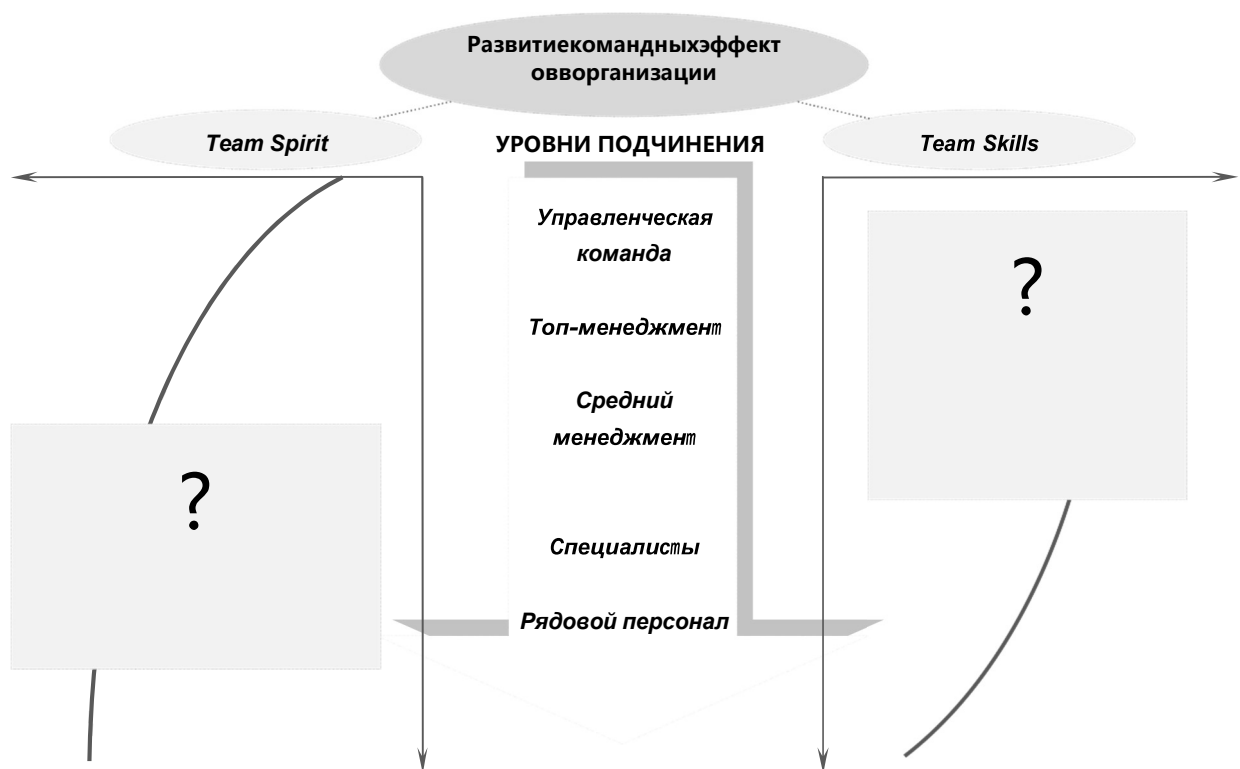 Развитиекомандныхэффект
овворганизации
Team Spirit
УРОВНИ ПОДЧИНЕНИЯ
Team Skills
Управленческая
команда
?
Топ-менеджмент
Средний
менеджмент
?
Специалисты
Рядовой персонал